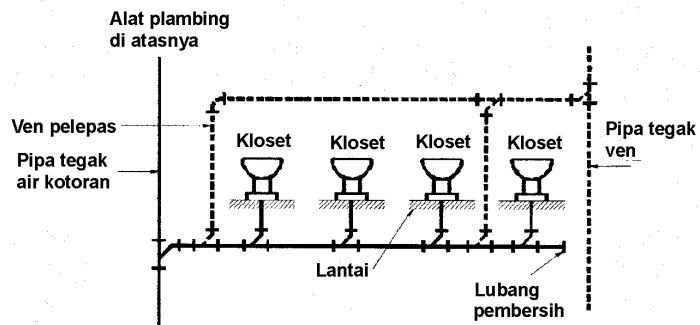 Alat plambing
di atasnya
Ven pelepas
Kloset
Kloset
Kloset
Kloset
Pipa tegak
ven
Pipa tegak
air kotoran
Lantai
Lubang
pembersih